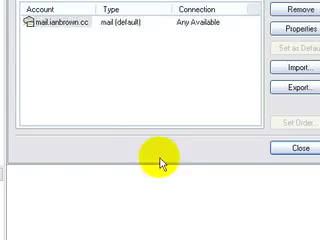 Account Type Connection Remove
mail.ianbrown.cc mail (default) Any Available
Properties
Set as Defau
Import...
Export...
Set Order...
Close